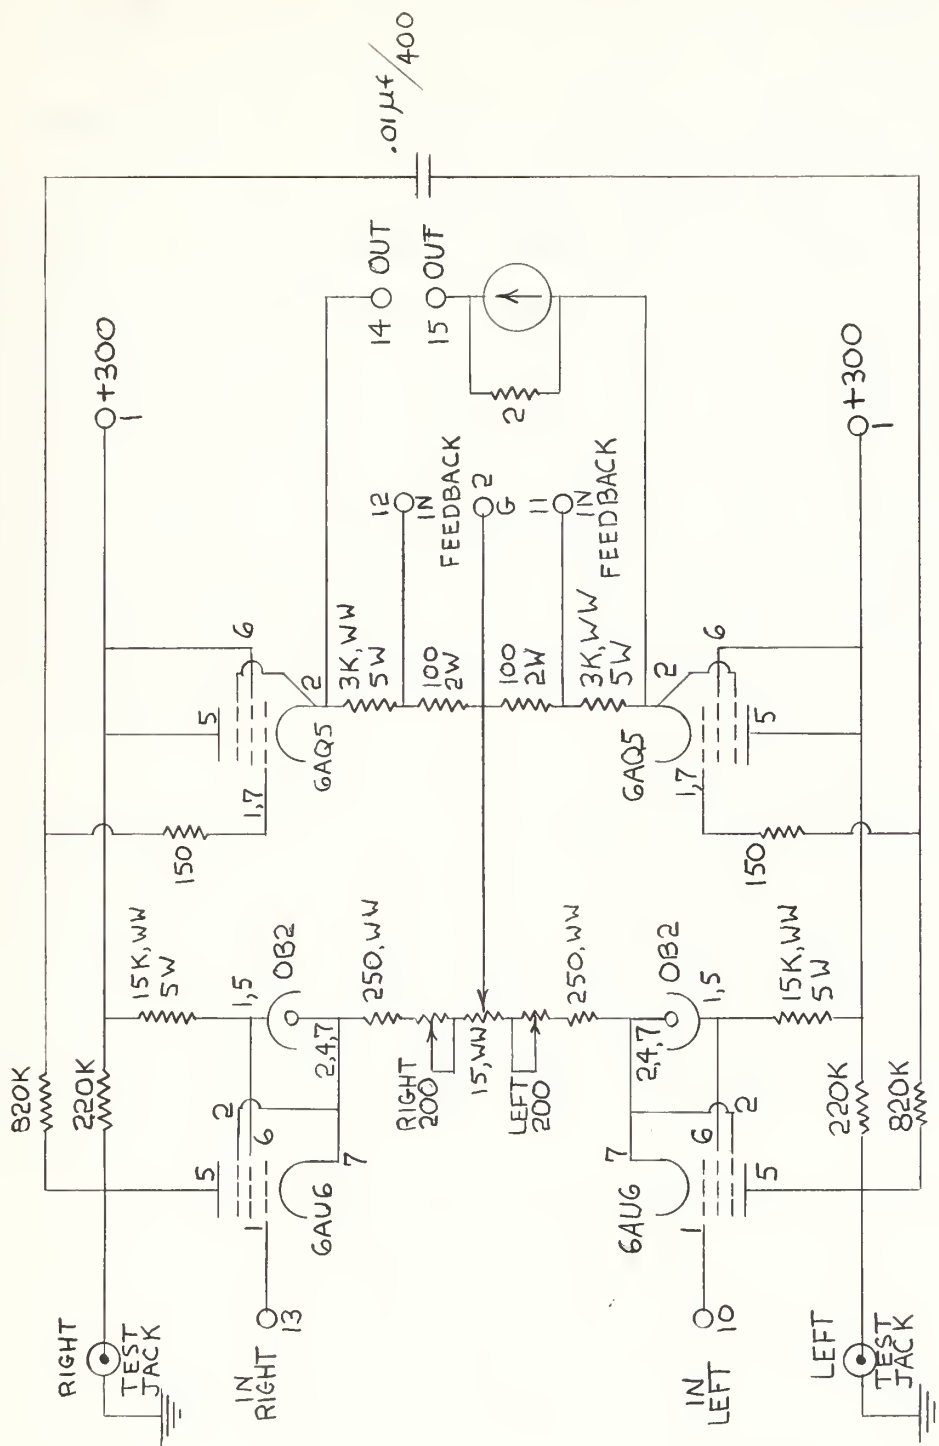 .01 μf/400
+300
1
14 OUT
15 OUT
2
12
IN
FEEDBACK
2
G
11
IN
FEEDBACK
+300
1
6
5
2
6AQ5
1,7
150
3K,WW
5W
100
2W
100
2W
3K,WW
5W
2
6
5
6AQ5
1,7
150
15K,WW
5W
1,5
OB2
2,4,7
250,WW
RIGHT
200
15,WW
LEFT
200
250,WW
2,4,7
OB2
1,5
15K,WW
5W
820K
220K
2
5
6
1
7
6AU6
7
6AU6
6
2
1
5
220K
820K
RIGHT
TEST
JACK
IN
RIGHT
13
IN
LEFT
10
LEFT
TEST
JACK